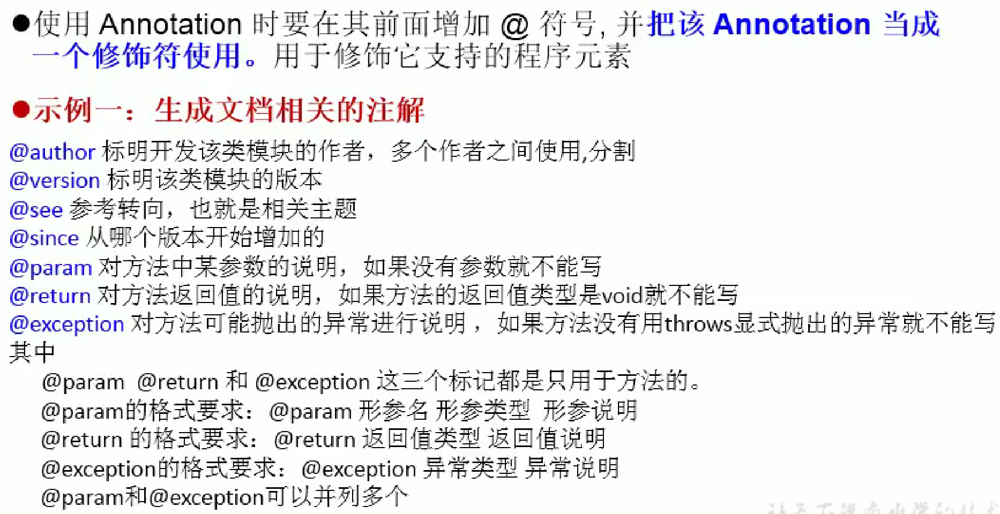 ●使用 Annotation 时要在其前面增加 @ 符号, 并把该 Annotation 当成
一个修饰符使用。用于修饰它支持的程序元素
●示例一：生成文档相关的注解
@author 标明开发该类模块的作者，多个作者之间使用,分割
@version 标明该类模块的版本
@see 参考转向，也就是相关主题
@since 从哪个版本开始增加的
@param 对方法中某参数的说明，如果没有参数就不能写
@return 对方法返回值的说明，如果方法的返回值类型是void就不能写
@exception 对方法可能抛出的异常进行说明 ，如果方法没有用throws显式抛出的异常就不能写
其中
@param @return 和 @exception 这三个标记都是只用于方法的。
@param的格式要求：@param 形参名 形参类型 形参说明
@return 的格式要求：@return 返回值类型 返回值说明
@exception的格式要求：@exception 异常类型 异常说明
@param和@exception可以并列多个